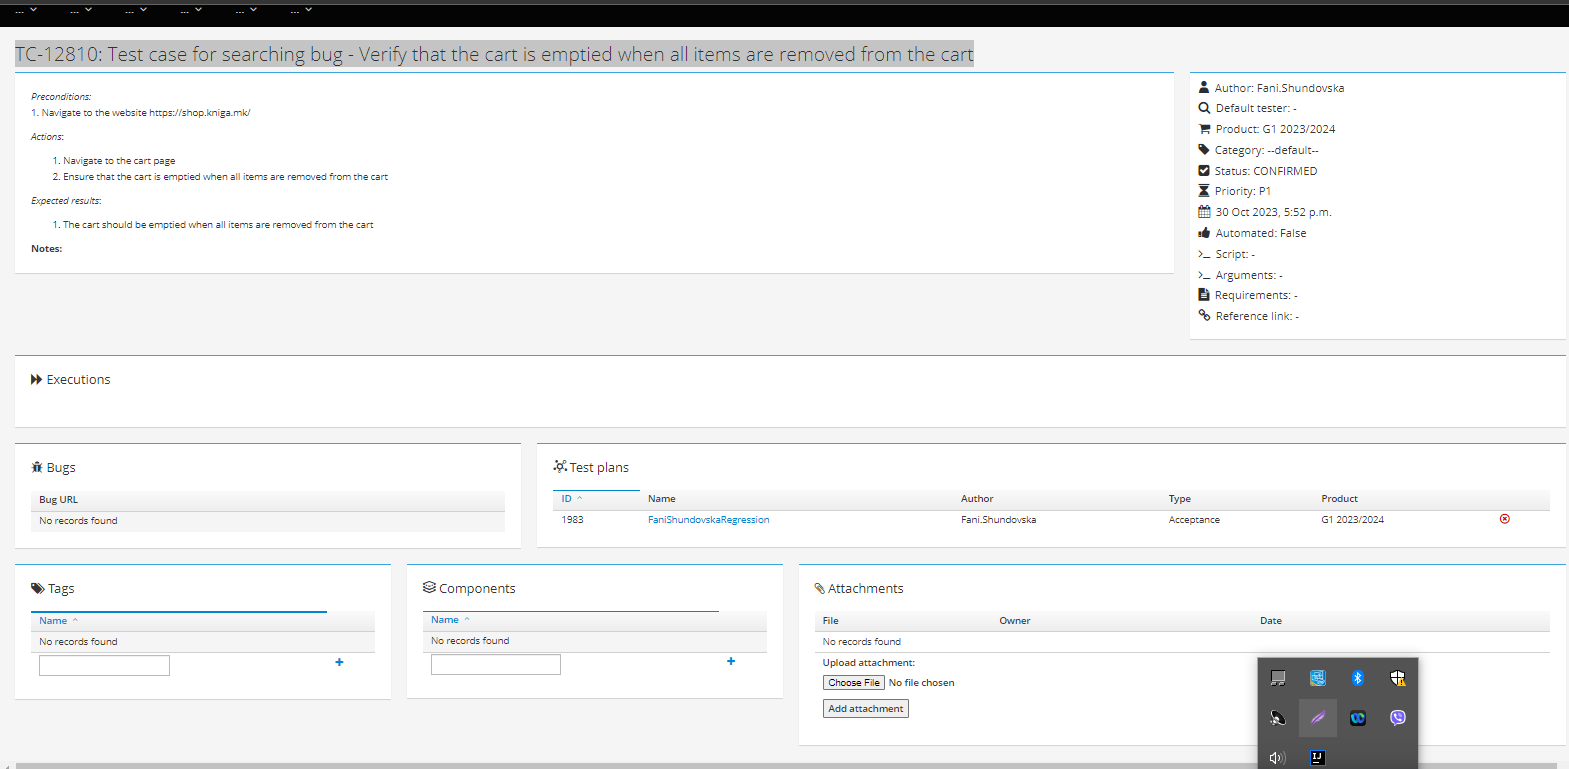 ... ... ... ... ... ...
TC-12810: Test case for searching bug - Verify that the cart is emptied when all items are removed from the cart
Preconditions:
1. Navigate to the website https://shop.kniga.mk/
Actions:
1. Navigate to the cart page
2. Ensure that the cart is emptied when all items are removed from the cart
Expected results:
1. The cart should be emptied when all items are removed from the cart
Notes:
Author: Fani.Shundovska
Default tester: -
Product: G1 2023/2024
Category: --default--
Status: CONFIRMED
Priority: P1
30 Oct 2023, 5:52 p.m.
Automated: False
Script: -
Arguments: -
Requirements: -
Reference link: -
Executions
Bugs
Bug URL
No records found
Test plans
ID Name Author Type Product
1983 FaniShundovskaRegression Fani.Shundovska Acceptance G1 2023/2024
Tags
Name
No records found
Components
Name
No records found
Attachments
File Owner Date
No records found
Upload attachment:
Choose File No file chosen
Add attachment
IJ